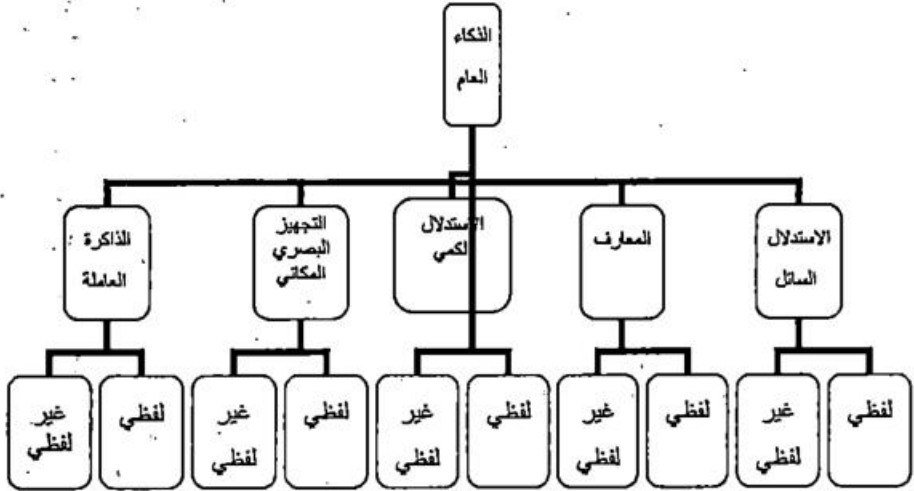 الذكاء
العام
الاستدلال
السائل
المعارف
الاستدلال
الكمي
التجهيز
البصري
المكاني
الذاكرة
العاملة
لفظي
غير
لفظي
لفظي
غير
لفظي
لفظي
غير
لفظي
لفظي
غير
لفظي
لفظي
غير
لفظي